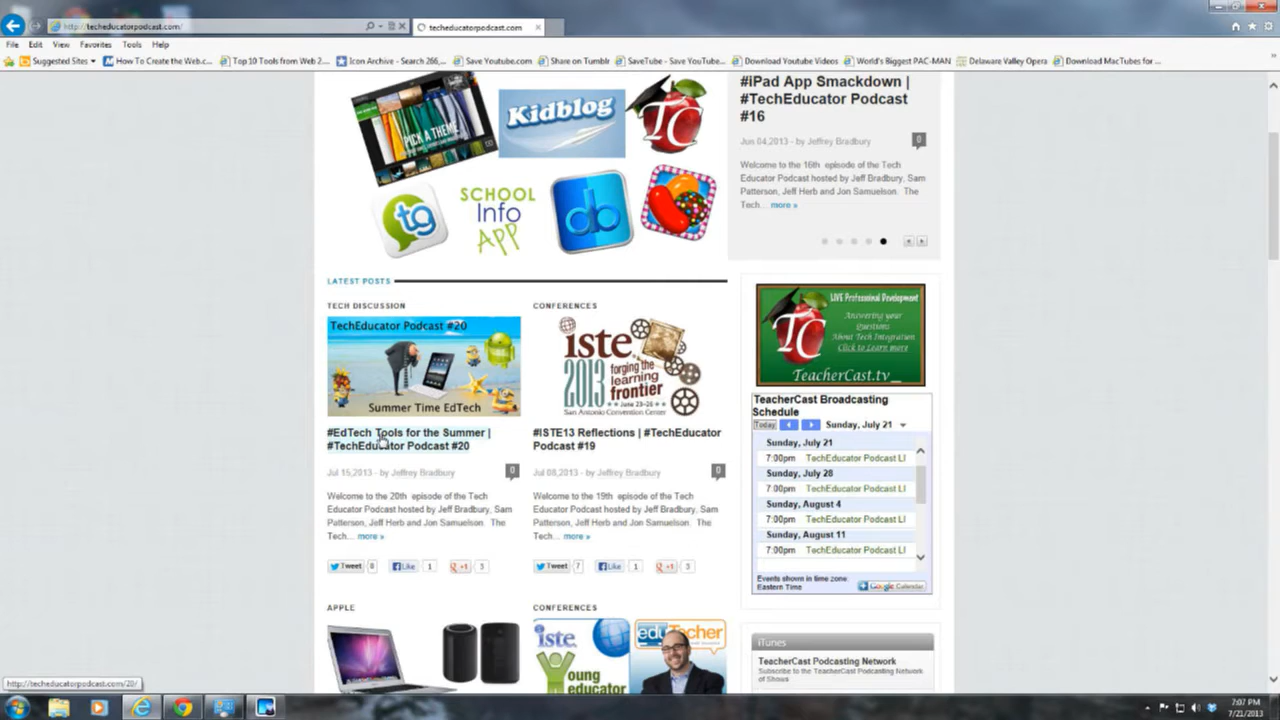 http://techeducatorpodcast.com/
techeducatorpodcast.com
File Edit View Favorites Tools Help
Suggested Sites
How To Create the Web.c...
Top 10 Tools from Web 2....
Icon Archive - Search 266,...
Save Youtube.com
Share on Tumblr
SaveTube - Save YouTube...
Download Youtube Videos
World's Biggest PAC-MAN
Delaware Valley Opera
Download MacTubes for ...
PICK A THEME
Kidblog
TC
tg
SCHOOL
Info
APP
db
#iPad App Smackdown |
#TechEducator Podcast
#16
Jun 04,2013 - by Jeffrey Bradbury
0
Welcome to the 16th episode of the Tech
Educator Podcast hosted by Jeff Bradbury, Sam
Patterson, Jeff Herb and Jon Samuelson. The
Tech... more »
LATEST POSTS
TECH DISCUSSION
TechEducator Podcast #20
Summer Time EdTech
#EdTech Tools for the Summer |
#TechEducator Podcast #20
Jul 15,2013 - by Jeffrey Bradbury
0
Welcome to the 20th episode of the Tech
Educator Podcast hosted by Jeff Bradbury, Sam
Patterson, Jeff Herb and Jon Samuelson. The
Tech... more »
Tweet 0 Like 1 +1 3
CONFERENCES
iste
2013
forging the
learning
frontier
June 23-26
San Antonio Convention Center
#ISTE13 Reflections | #TechEducator
Podcast #19
Jul 08,2013 - by Jeffrey Bradbury
0
Welcome to the 19th episode of the Tech
Educator Podcast hosted by Jeff Bradbury, Sam
Patterson, Jeff Herb and Jon Samuelson. The
Tech... more »
Tweet 7 Like 1 +1 3
APPLE
CONFERENCES
iste
Young
educator
eduTecher
LIVE Professional Development
TC
Answering your
Questions
About Tech Integration
Click to Learn more
TeacherCast.tv_
TeacherCast Broadcasting
Schedule
Today Sunday, July 21
Sunday, July 21
7:00pm TechEducator Podcast LI
Sunday, July 28
7:00pm TechEducator Podcast LI
Sunday, August 4
7:00pm TechEducator Podcast LI
Sunday, August 11
7:00pm TechEducator Podcast LI
Events shown in time zone:
Eastern Time
Google Calendar
iTunes
TeacherCast Podcasting Network
Subscribe to the TeacherCast Podcasting Network
of Shows
http://techeducatorpodcast.com/20/
7:07 PM
7/21/2013